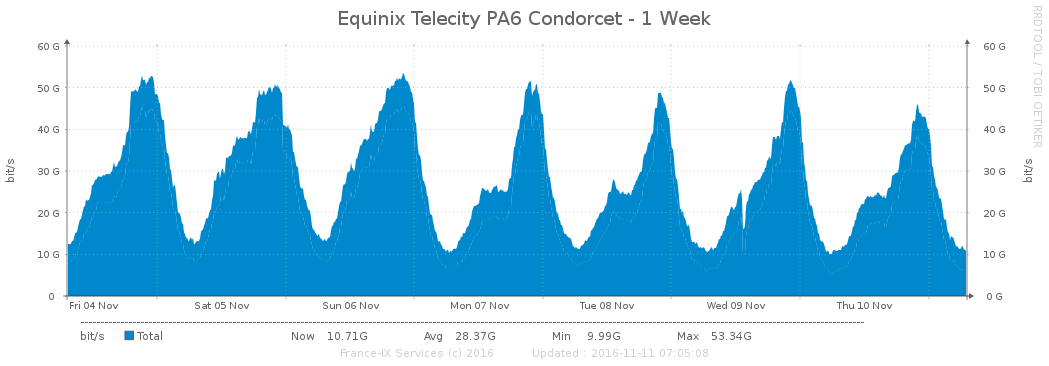 Equinix Telecity PA6 Condorcet - 1 Week
RRDTOOL / TOBI OETIKER
bit/s
60 G
50 G
40 G
30 G
20 G
10 G
0
60 G
50 G
40 G
30 G
20 G
10 G
0 G
bit/s
Fri 04 Nov Sat 05 Nov Sun 06 Nov Mon 07 Nov Tue 08 Nov Wed 09 Nov Thu 10 Nov
bit/s Total Now 10.71G Avg 28.37G Min 9.99G Max 53.34G
France-IX Services (c) 2016 Updated : 2016-11-11 07:05:08